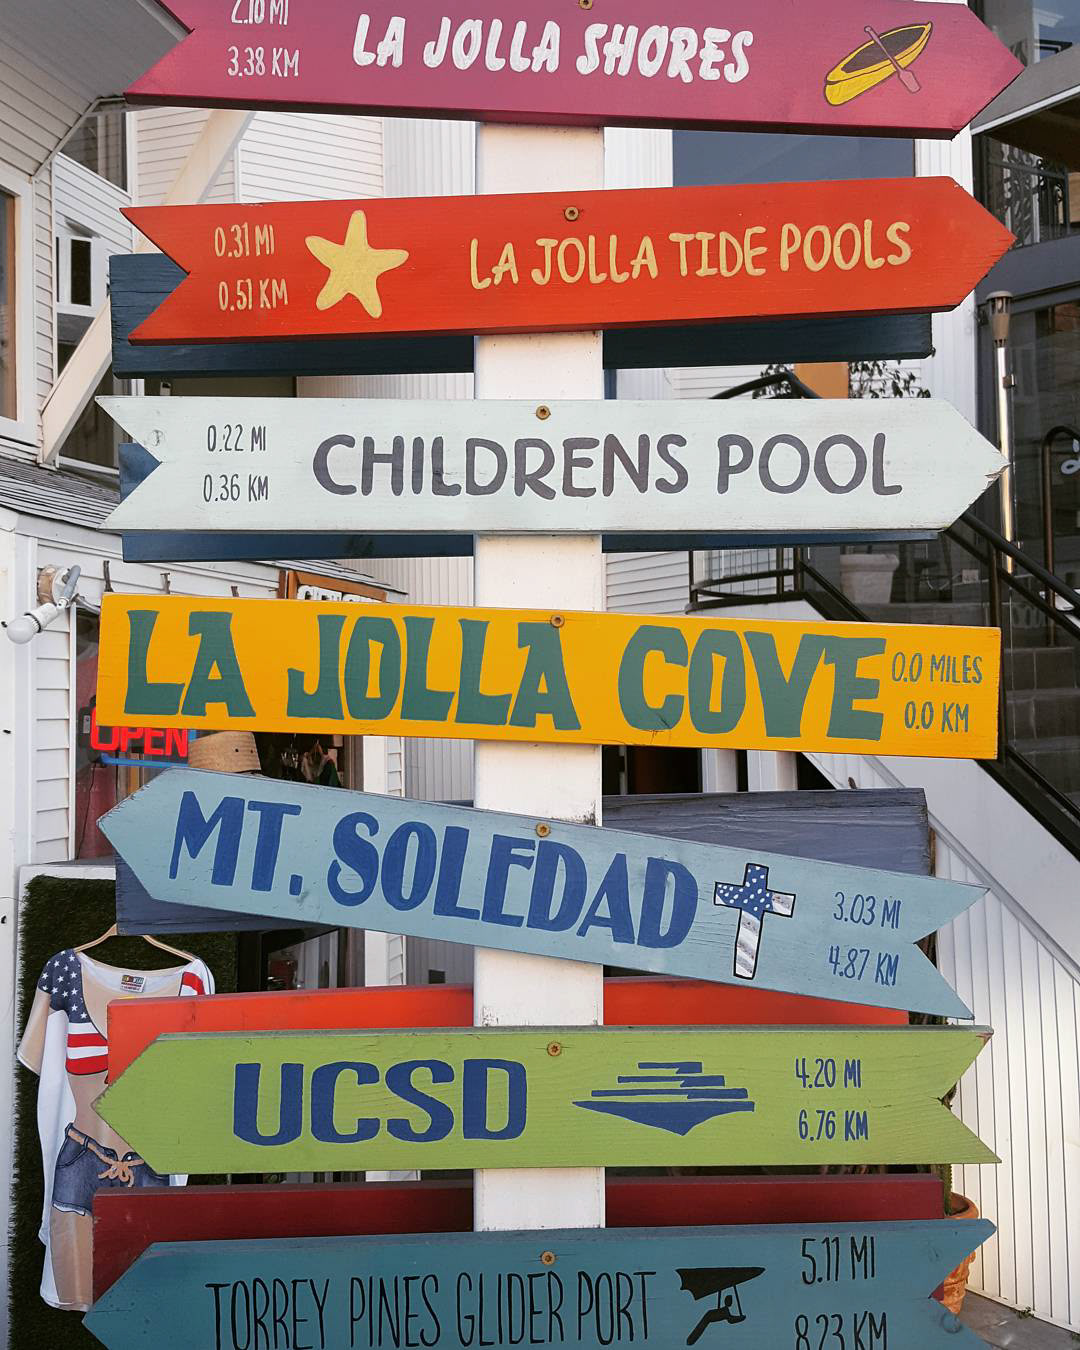 2.10 MI
3.38 KM
LA JOLLA SHORES
0.31 MI
0.51 KM
LA JOLLA TIDE POOLS
0.22 MI
0.36 KM
CHILDRENS POOL
LA JOLLA COVE
0.0 MILES
0.0 KM
OPEN
MT. SOLEDAD
3.03 MI
4.87 KM
UCSD
4.20 MI
6.76 KM
TORREY PINES GLIDER PORT
5.11 MI
8.23 KM